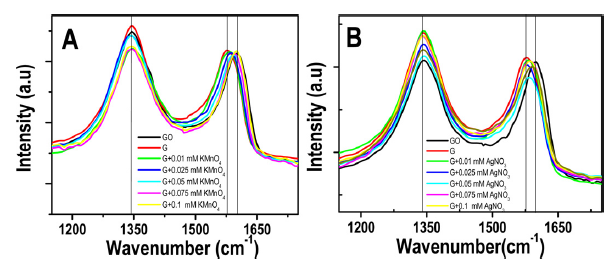 A
Intensity (a.u)
GO
G
G+0.01 mM KMnO₄
G+0.025 mM KMnO₄
G+0.05 mM KMnO₄
G+0.075 mM KMnO₄
G+0.1 mM KMnO₄
1200 1350 1500 1650
Wavenumber (cm⁻¹)
B
Intensity (a.u)
GO
G
G+0.01 mM AgNO₃
G+0.025 mM AgNO₃
G+0.05 mM AgNO₃
G+0.075 mM AgNO₃
G+0.1 mM AgNO₃
1200 1350 1500 1650
Wavenumber(cm⁻¹)